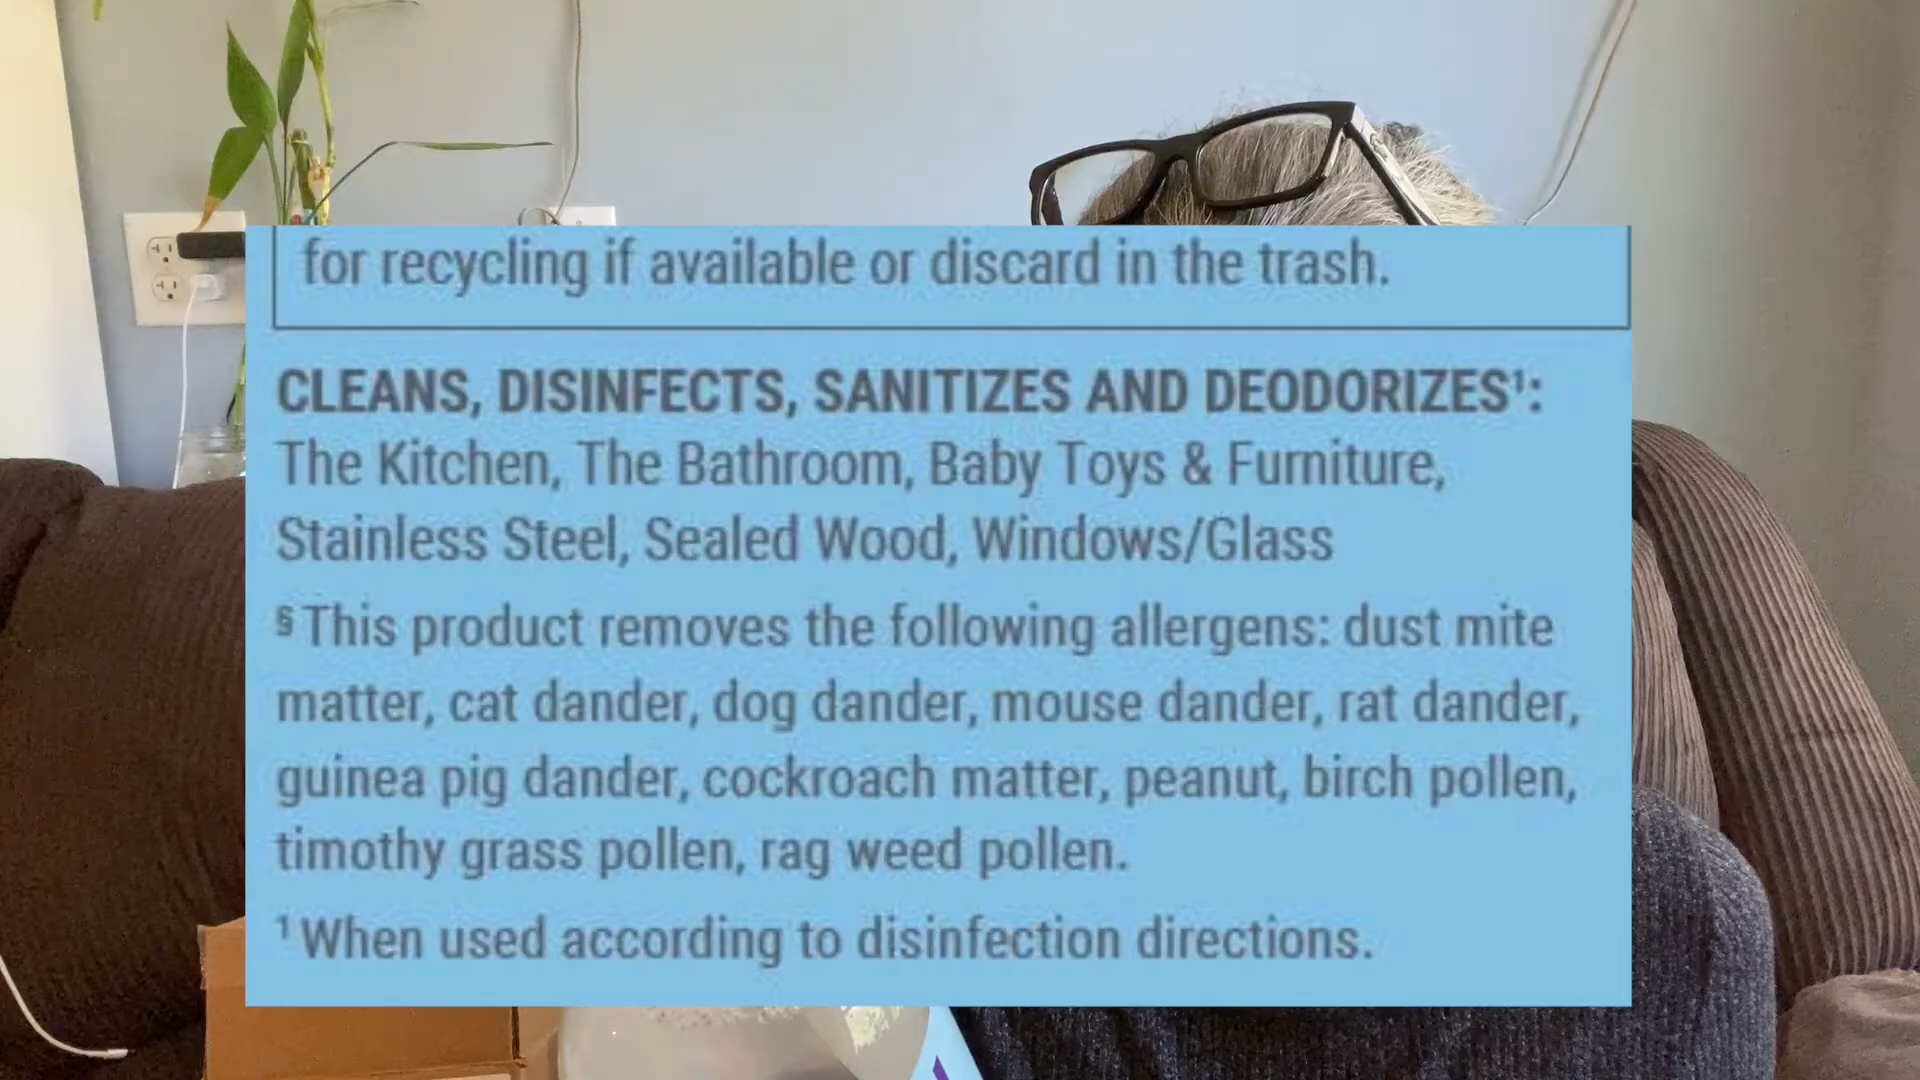 for recycling if available or discard in the trash.
CLEANS, DISINFECTS, SANITIZES AND DEODORIZES¹:
The Kitchen, The Bathroom, Baby Toys & Furniture,
Stainless Steel, Sealed Wood, Windows/Glass
§ This product removes the following allergens: dust mite
matter, cat dander, dog dander, mouse dander, rat dander,
guinea pig dander, cockroach matter, peanut, birch pollen,
timothy grass pollen, rag weed pollen.
¹ When used according to disinfection directions.